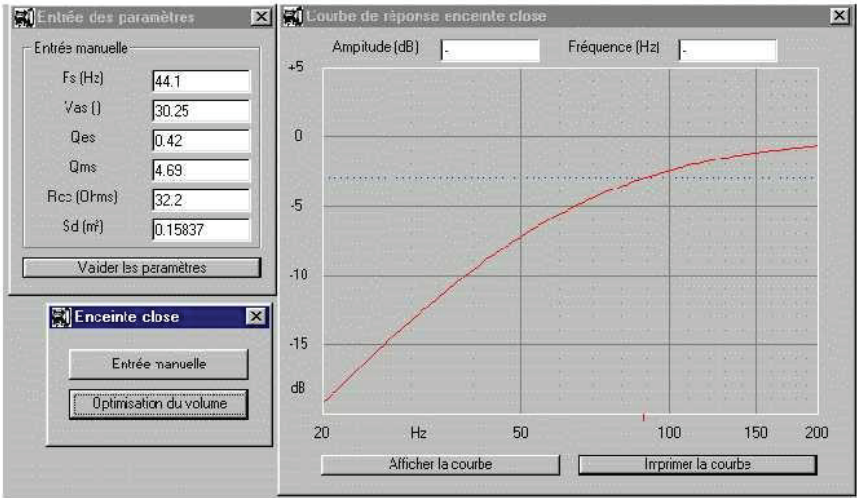 Entrée des paramètres
Entrée manuelle
Fs (Hz) 44.1
Vas () 30.25
Qes 0.42
Qms 4.69
Rcc (Ohms) 32.2
Sd (m²) 0.15837
Valider les paramètres
Enceinte close
Entrée manuelle
Optimisation du volume
Courbe de réponse enceinte close
Amplitude (dB) - Fréquence (Hz) -
+5
0
-5
-10
-15
dB
20 Hz 50 100 150 200
Afficher la courbe Imprimer la courbe